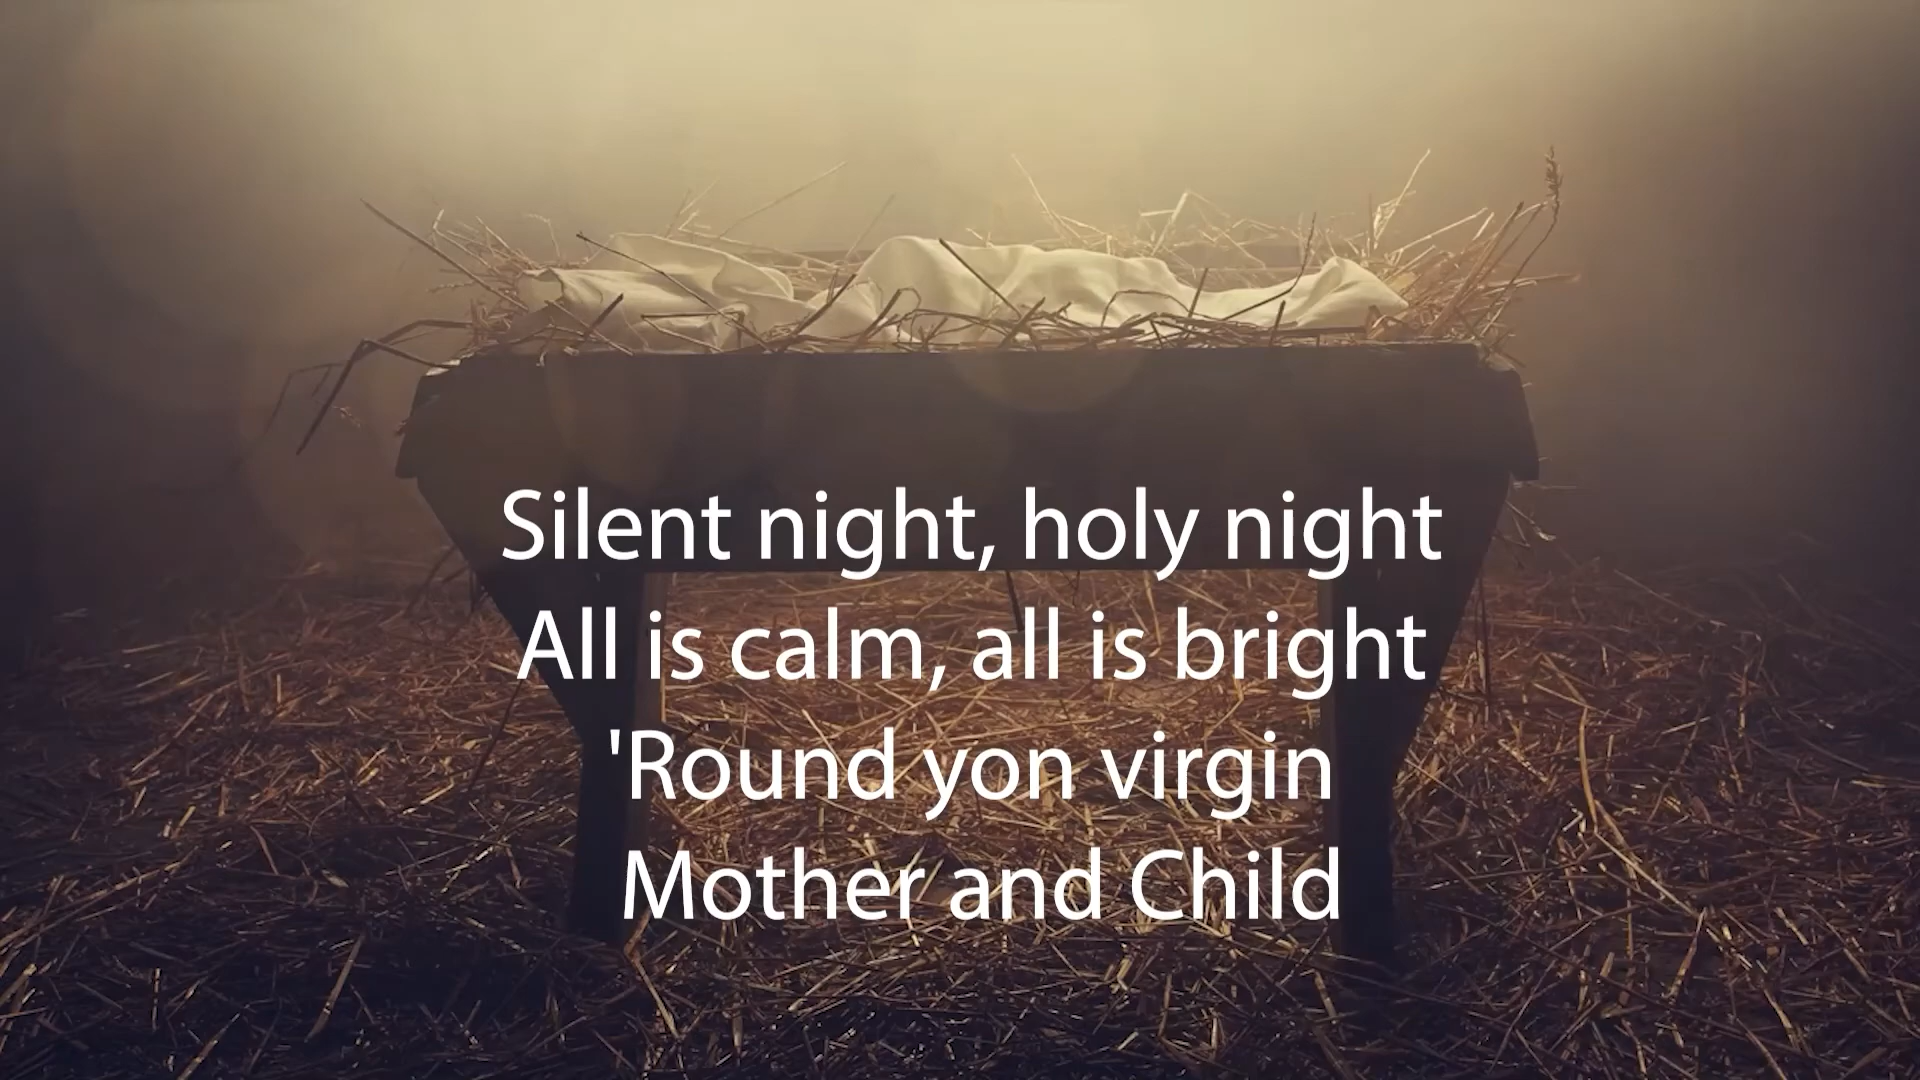 Silent night, holy night
All is calm, all is bright
'Round yon virgin
Mother and Child